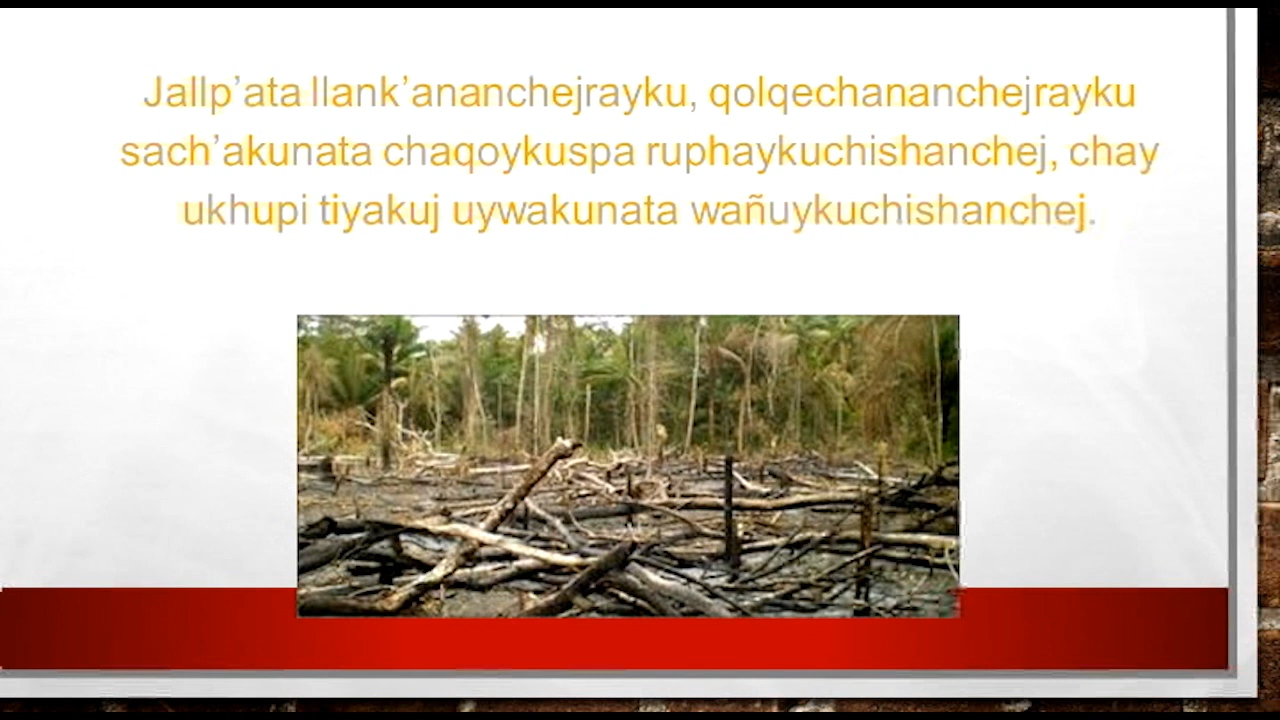 Jallp’ata llank’ananchejrayku, qolqechananchejrayku
sach’akunata chaqoykuspa ruphaykuchishanchej, chay
ukhupi tiyakuj uywakunata wañuykuchishanchej.